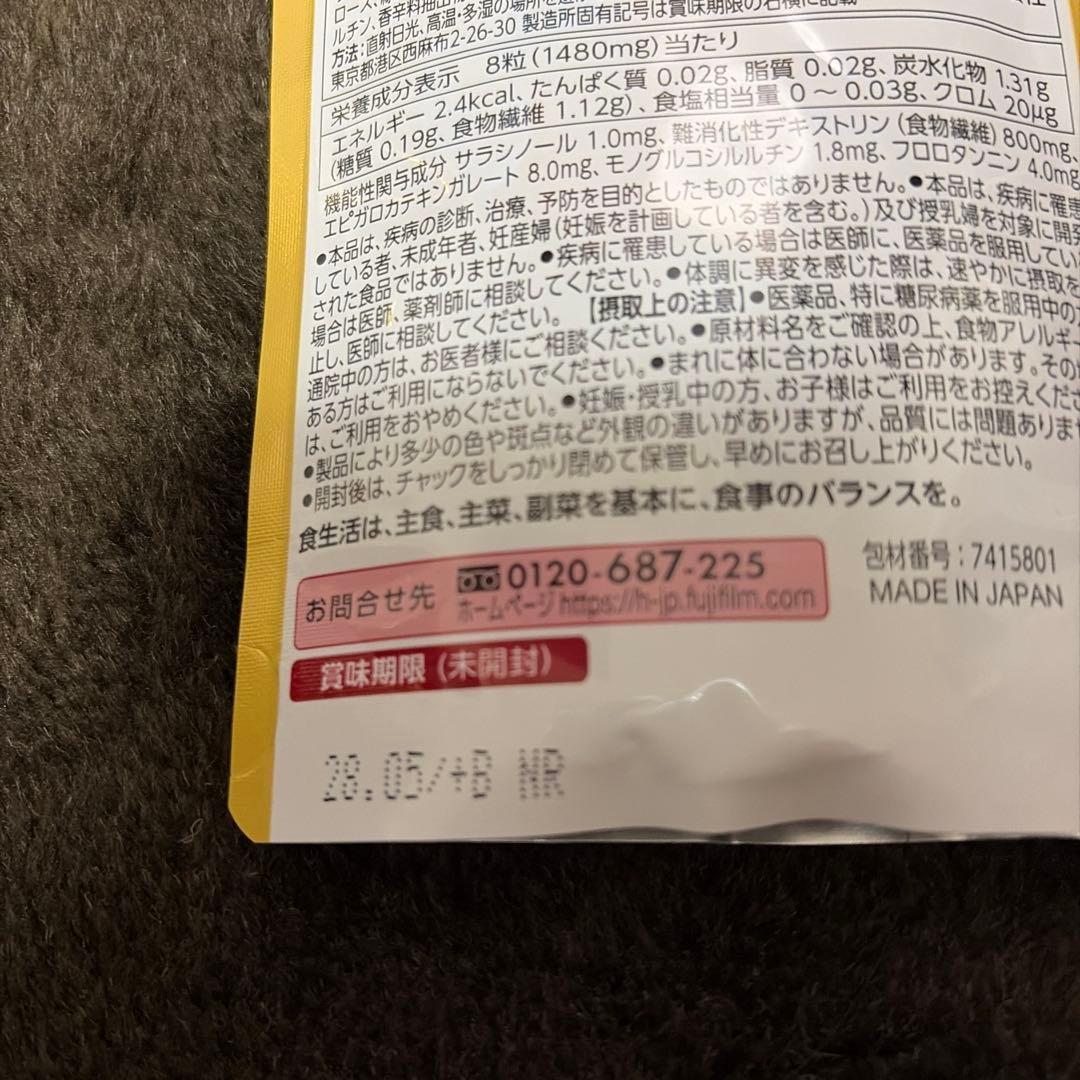 ルチン、香辛料抽出
方法:直射日光、高温・多湿の場所を
東京都港区西麻布2-26-30 製造所固有記号は賞味期限の右横に記載
栄養成分表示 8粒(1480mg)当たり
エネルギー 2.4kcal、たんぱく質 0.02g、脂質 0.02g、炭水化物 1.31g
(糖質 0.19g、食物繊維 1.12g)、食塩相当量 0〜0.03g、クロム 20μg
機能性関与成分 サラシノール 1.0mg、難消化性デキストリン(食物繊維) 800mg、
エピガロカテキンガレート 8.0mg、モノグルコシルルチン 1.8mg、フロロタンニン 4.0mg
●本品は、疾病の診断、治療、予防を目的としたものではありません。●本品は、疾病に罹患
している者、未成年者、妊産婦(妊娠を計画している者を含む。)及び授乳婦を対象に開発
された食品ではありません。●疾病に罹患している場合は医師に、医薬品を服用してい
場合は医師、薬剤師に相談してください。●体調に異変を感じた際は、速やかに摂取を
止し、医師に相談してください。 【摂取上の注意】●医薬品、特に糖尿病薬を服用中の
通院中の方は、お医者様にご相談ください。●原材料名をご確認の上、食物アレルギー
ある方はご利用にならないでください。●まれに体に合わない場合があります。その
は、ご利用をおやめください。●妊娠・授乳中の方、お子様はご利用をお控えくださ
●製品により多少の色や斑点など外観の違いがありますが、品質には問題ありませ
●開封後は、チャックをしっかり閉めて保管し、早めにお召し上がりください。
食生活は、主食、主菜、副菜を基本に、食事のバランスを。
お問合せ先 0120-687-225
ホームページ https://h-jp.fujifilm.com
包材番号:7415801
MADE IN JAPAN
賞味期限(未開封)
28.05/+B NR